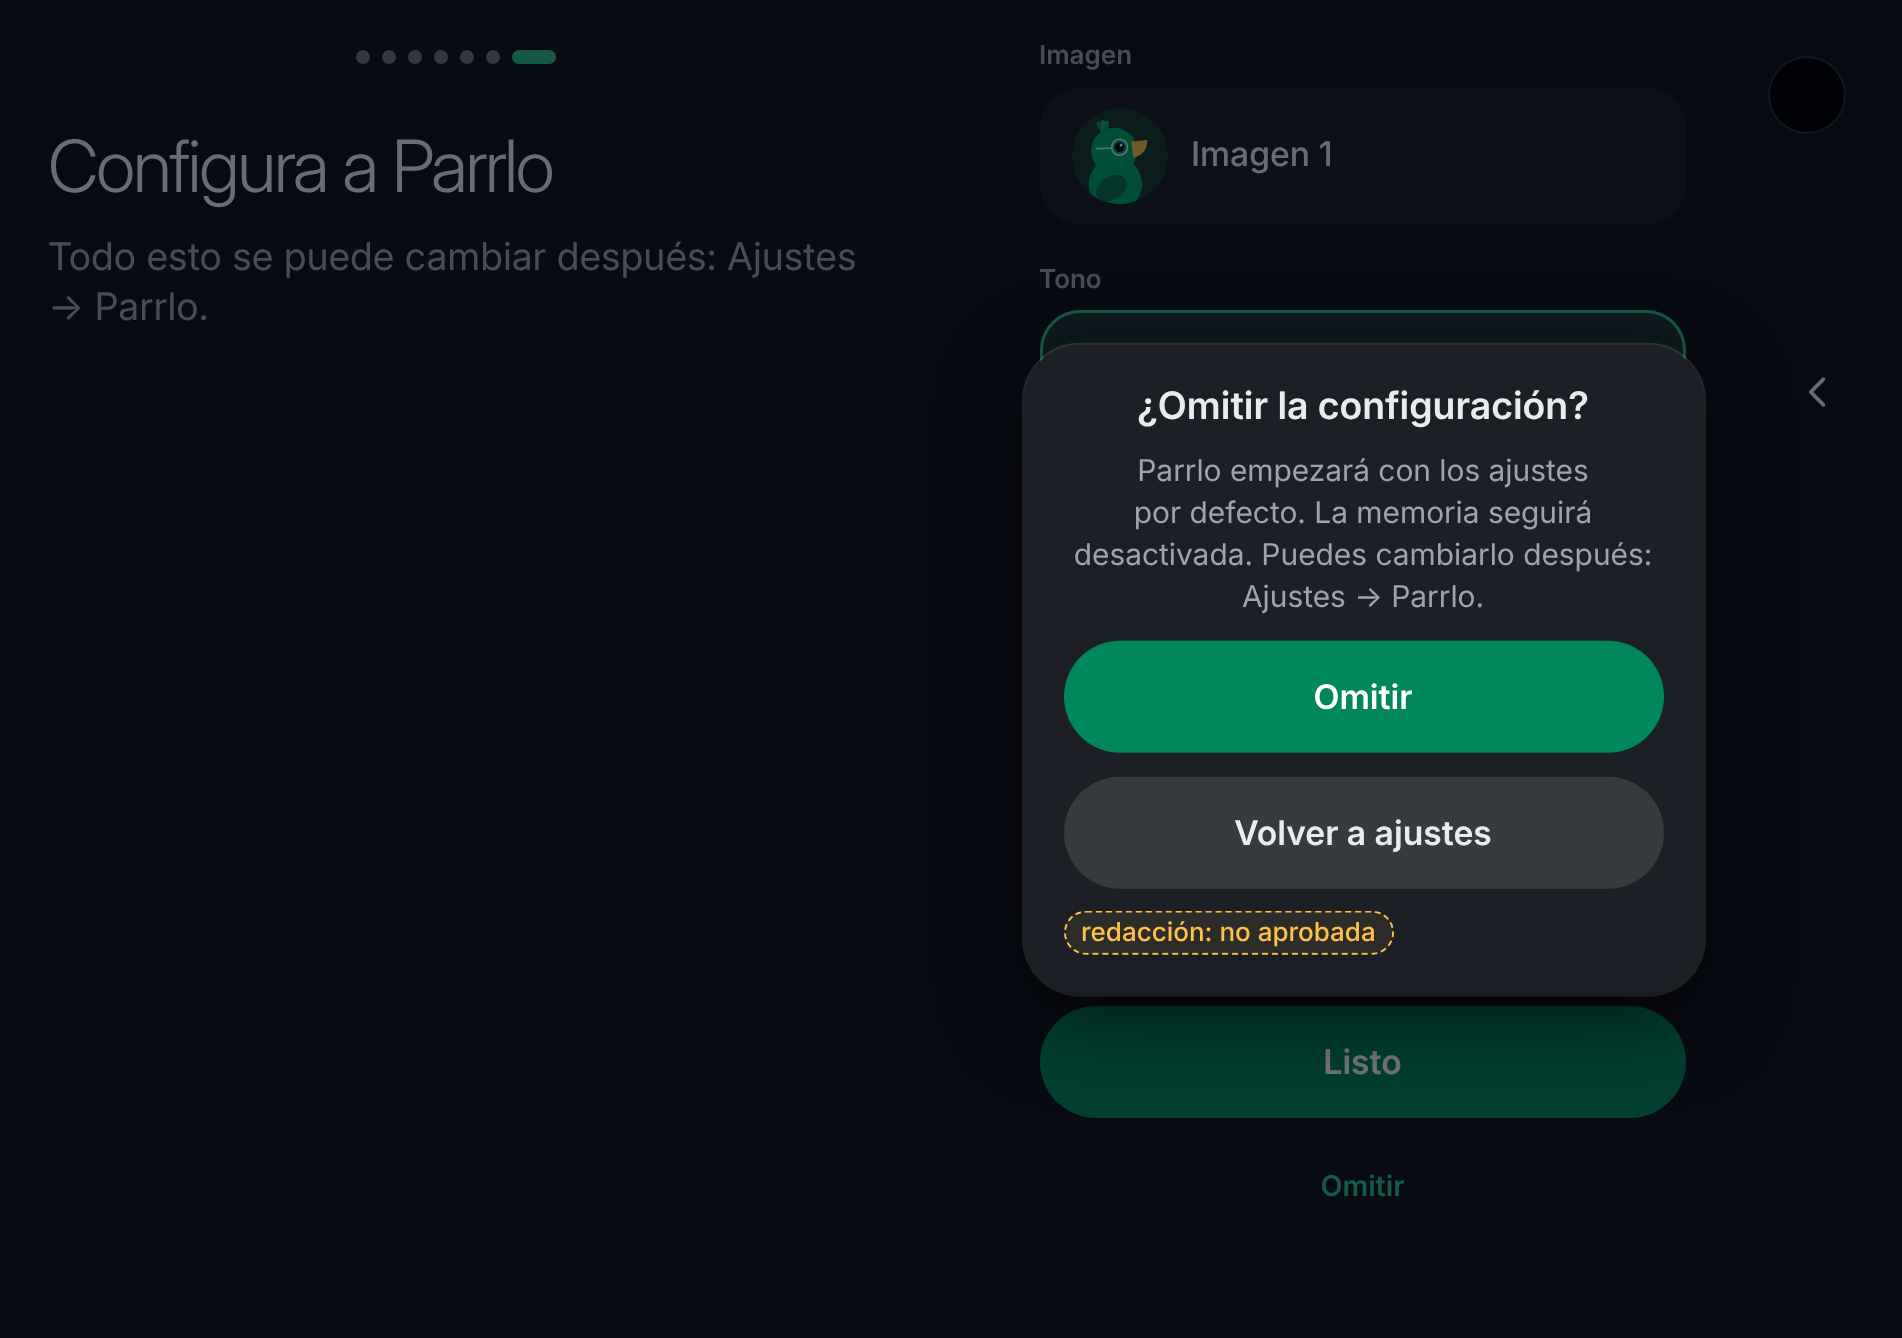 Configura a Parrlo
Todo esto se puede cambiar después: Ajustes
→ Parrlo.
Imagen
Imagen 1
Tono
¿Omitir la configuración?
Parrlo empezará con los ajustes
por defecto. La memoria seguirá
desactivada. Puedes cambiarlo después:
Ajustes → Parrlo.
Omitir
Volver a ajustes
redacción: no aprobada
Listo
Omitir